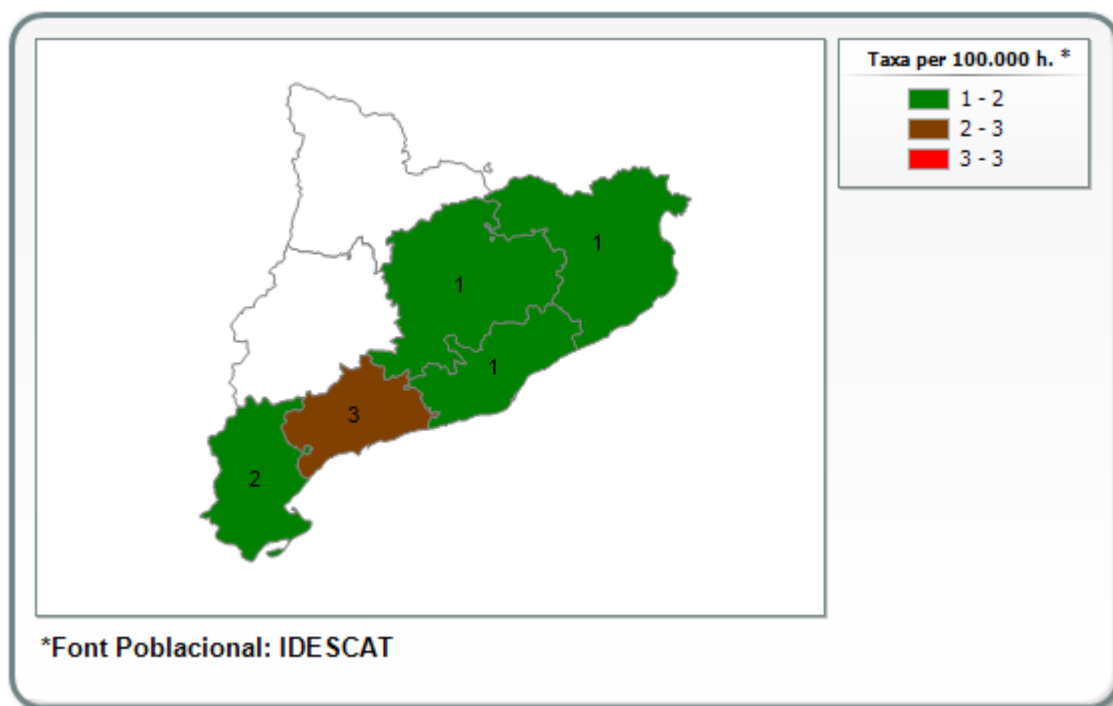 Taxa per 100.000 h. *
1 - 2
2 - 3
3 - 3
1
1
1
3
2
*Font Poblacional: IDESCAT